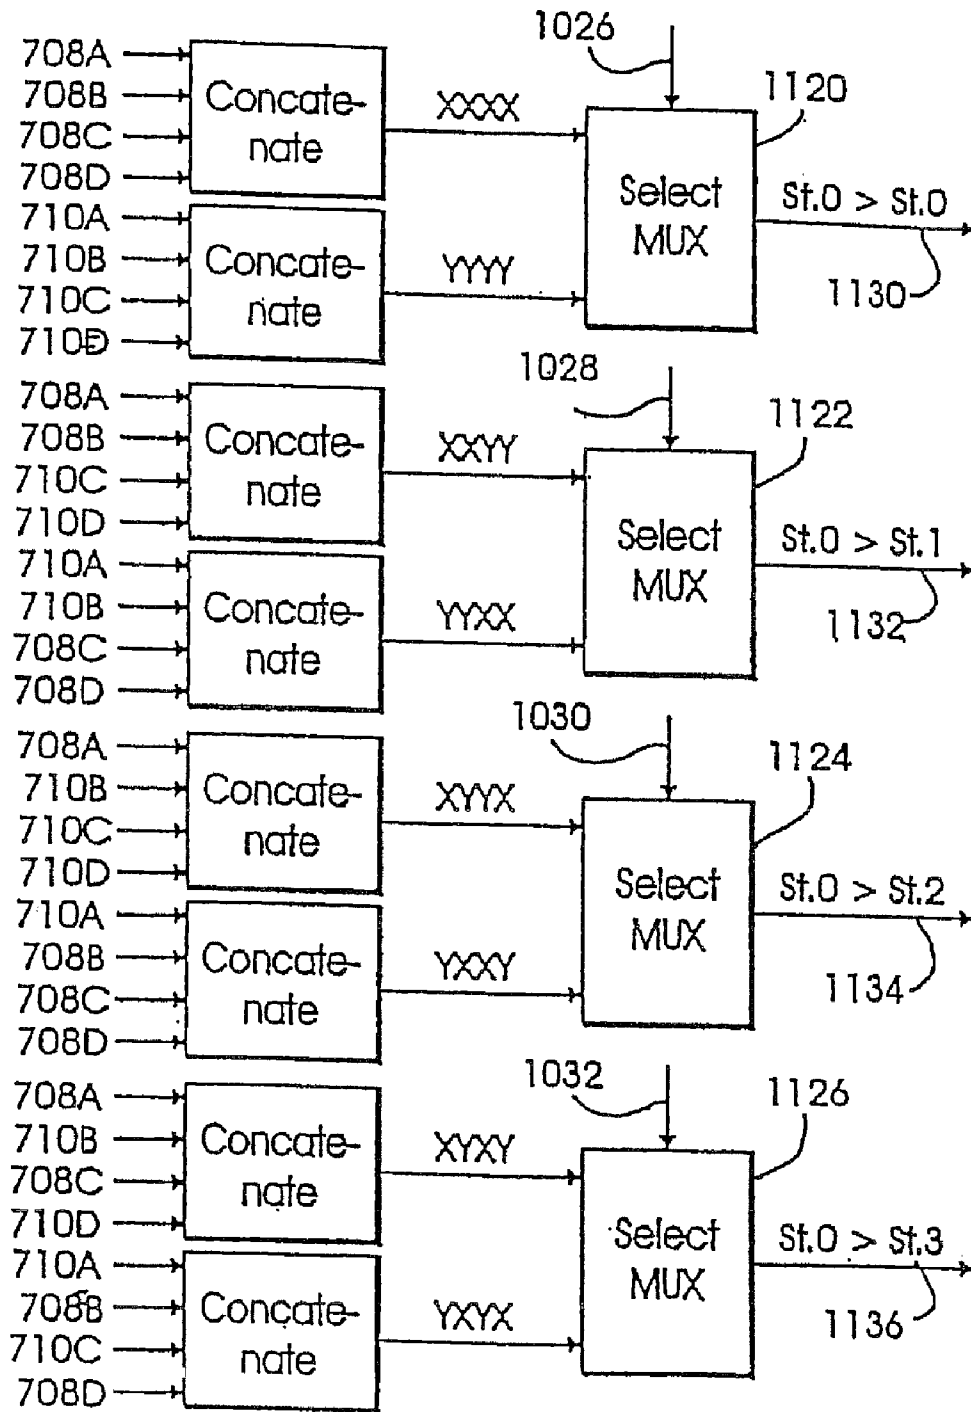 1026
708A
708B
708C
708D
Concate-
nate
XXXX
1120
Select
MUX
St.0 > St.0
1130
710A
710B
710C
710D
Concate-
nate
YYYY
1028
708A
708B
710C
710D
Concate-
nate
XXYY
1122
Select
MUX
St.0 > St.1
1132
710A
710B
708C
708D
Concate-
nate
YYXX
1030
708A
710B
710C
710D
Concate-
nate
XYYX
1124
Select
MUX
St.0 > St.2
1134
710A
708B
708C
708D
Concate-
nate
YXXY
1032
708A
710B
708C
710D
Concate-
nate
XYXY
1126
Select
MUX
St.0 > St.3
1136
710A
708B
710C
708D
Concate-
nate
YXYX